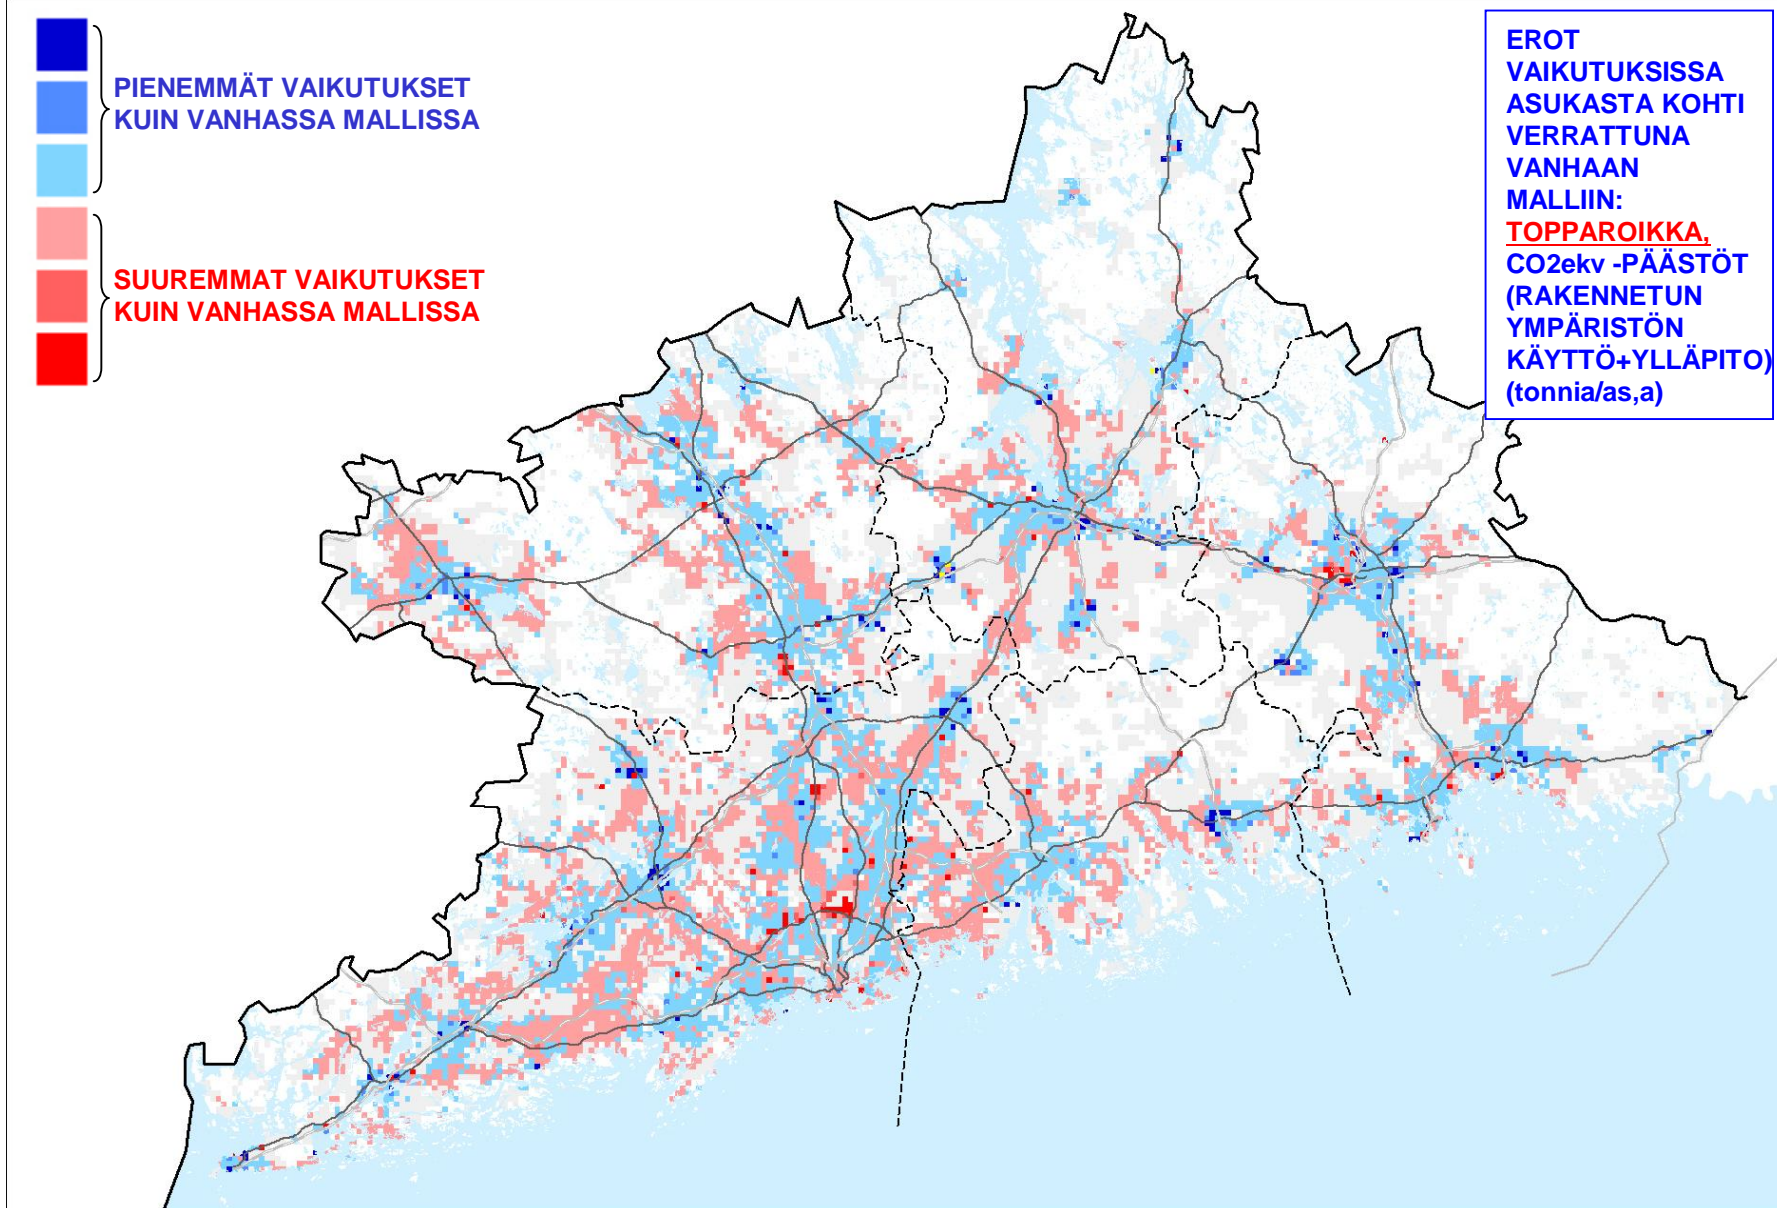 PIENEMMÄT VAIKUTUKSET
KUIN VANHASSA MALLISSA
SUUREMMAT VAIKUTUKSET
KUIN VANHASSA MALLISSA
EROT
VAIKUTUKSISSA
ASUKASTA KOHTI
VERRATTUNA
VANHAAN
MALLIIN:
TOPPAROIKKA,
CO2ekv -PÄÄSTÖT
(RAKENNETUN
YMPÄRISTÖN
KÄYTTÖ+YLLÄPITO)
(tonnia/as,a)